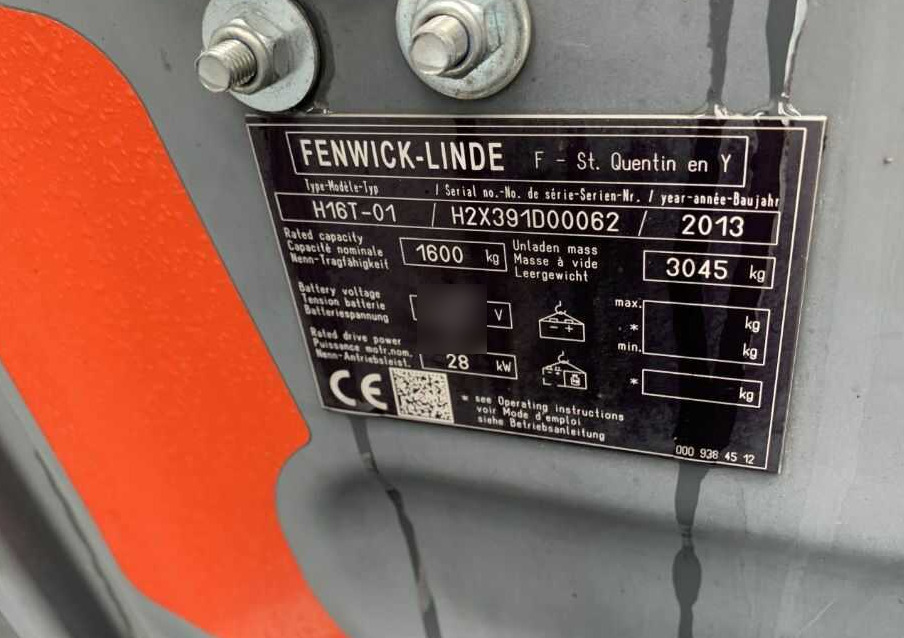 FENWICK-LINDE F - St. Quentin en Y
Type-Modèle-Typ / Serial no.-No. de série-Serien-Nr. / year-année-Baujahr
H16T-01 / H2X391D00062 / 2013
Rated capacity
Capacité nominale
Nenn-Tragfähigkeit
1600 kg
Unladen mass
Masse à vide
Leergewicht
3045 kg
Battery voltage
Tension batterie
Batteriespannung
V
max. kg
*
min. kg
Rated drive power
Puissance motr.nom.
Nenn-Antriebsleist.
28 kW
* kg
CE
* see Operating instructions
voir Mode d'emploi
siehe Betriebsanleitung
000 938 45 12